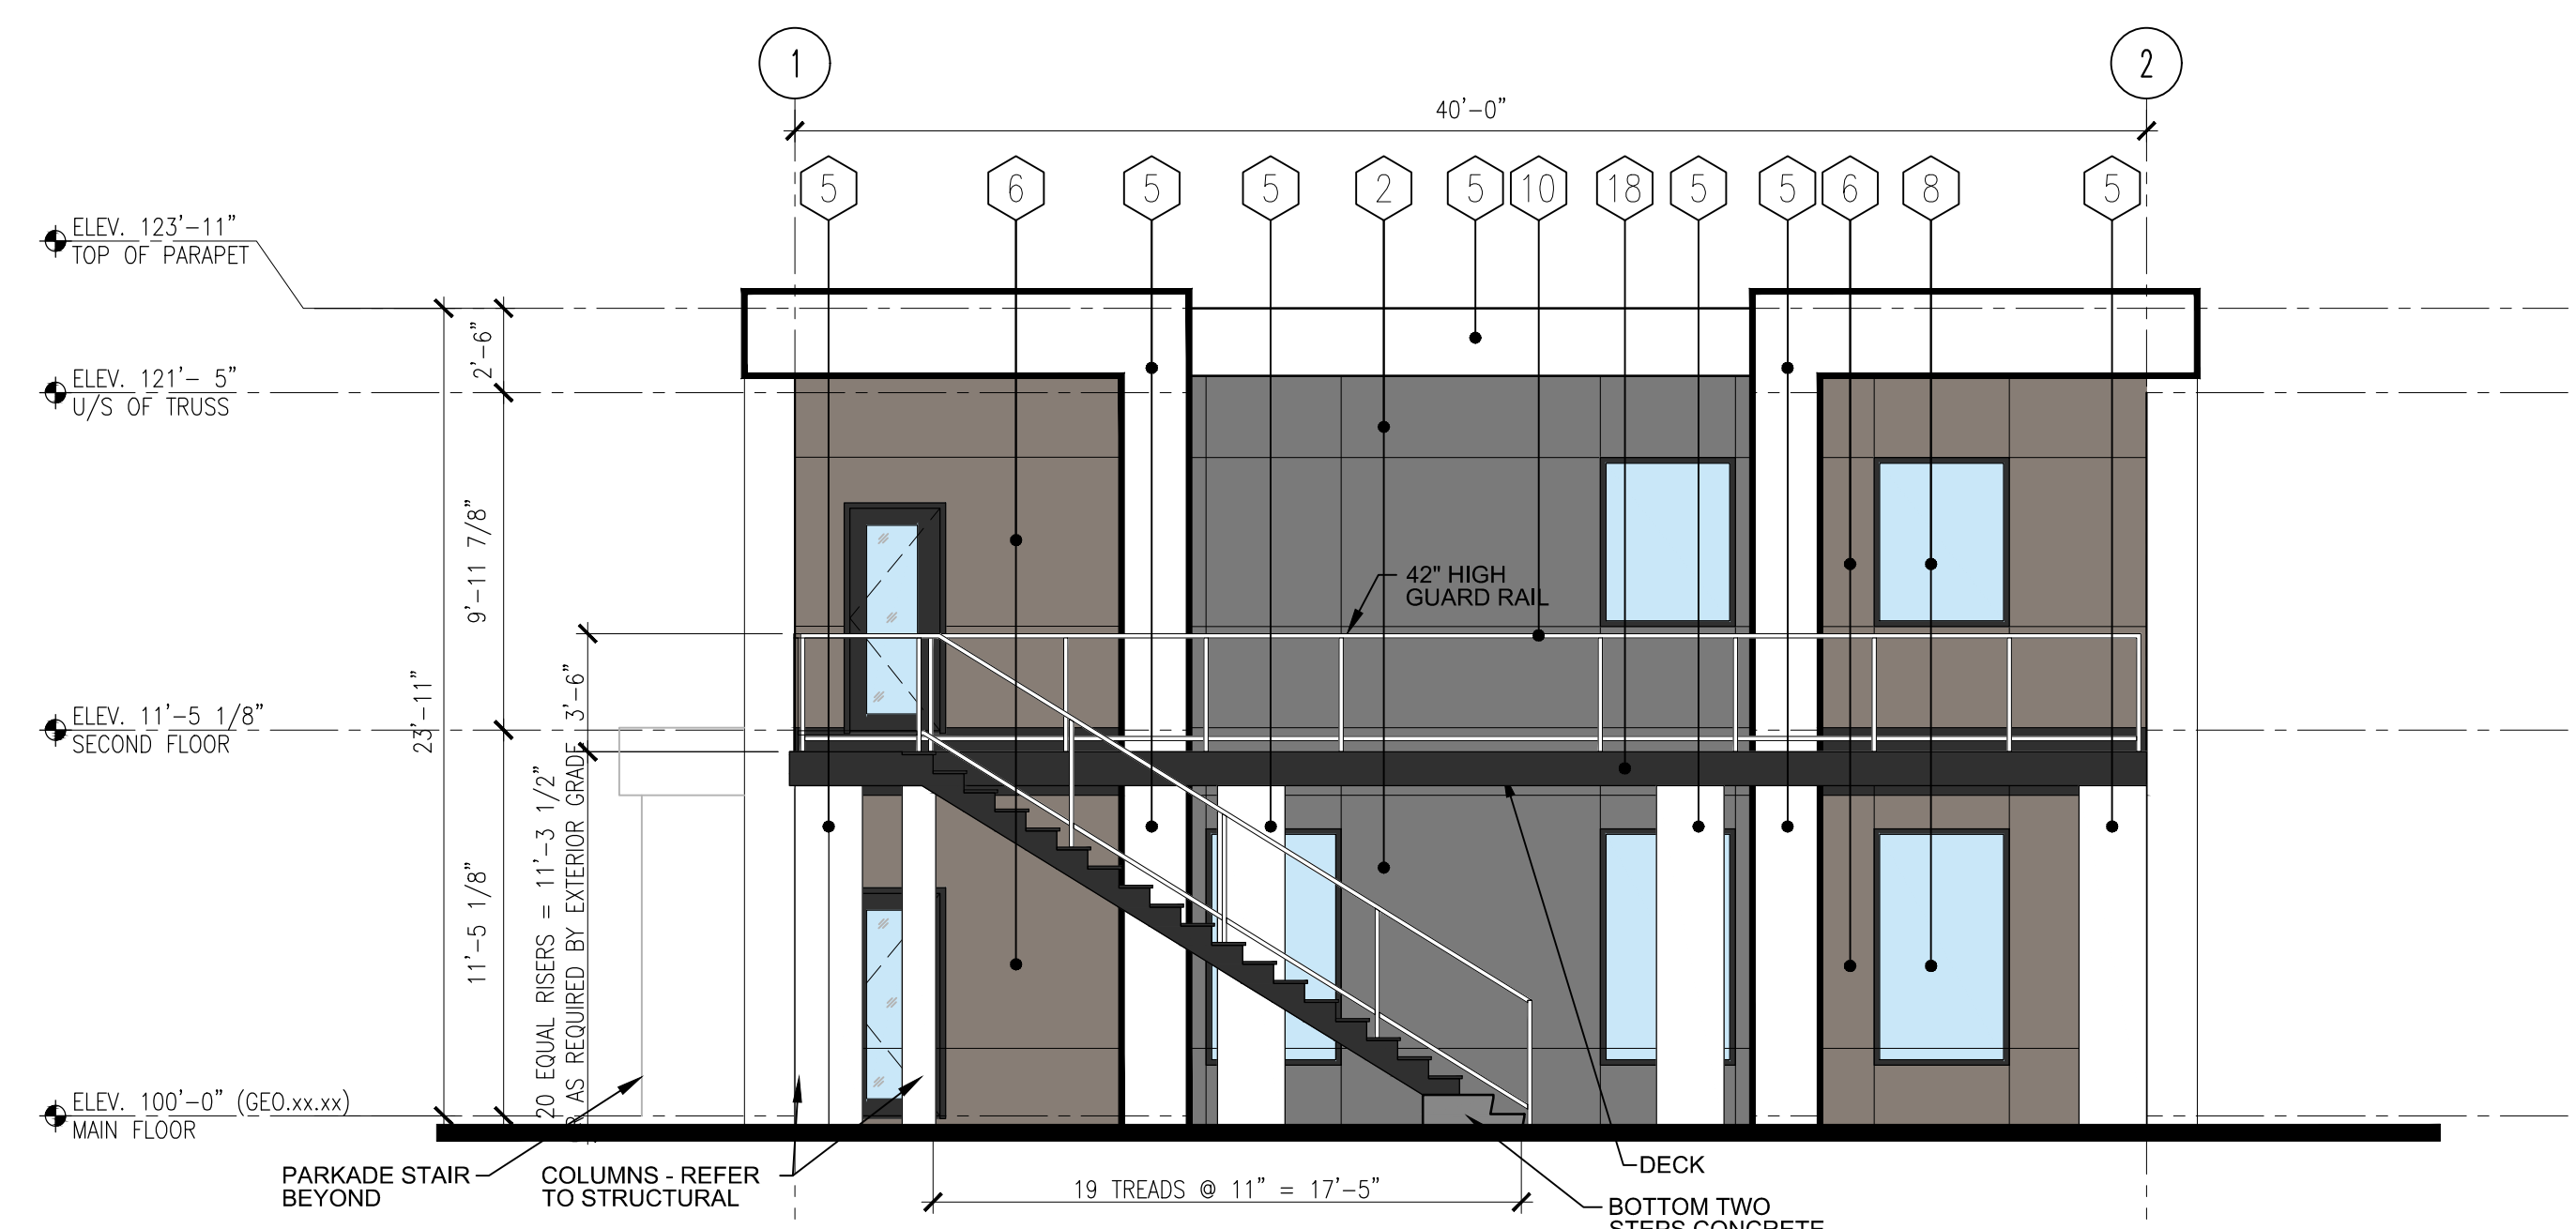 1
2
40'-0"
5
6
5
5
2
5
10
18
5
5
6
8
5
ELEV. 123'-11"
TOP OF PARAPET
ELEV. 121'- 5"
U/S OF TRUSS
ELEV. 11'-5 1/8"
SECOND FLOOR
ELEV. 100'-0" (GEO.xx.xx)
MAIN FLOOR
23'-11"
2'-6"
9'-11 7/8"
11'-5 1/8"
3'-6"
20 EQUAL RISERS = 11'-3 1/2"
AS REQUIRED BY EXTERIOR GRADE
42" HIGH
GUARD RAIL
PARKADE STAIR
BEYOND
COLUMNS - REFER
TO STRUCTURAL
19 TREADS @ 11" = 17'-5"
DECK
BOTTOM TWO
STEPS CONCRETE